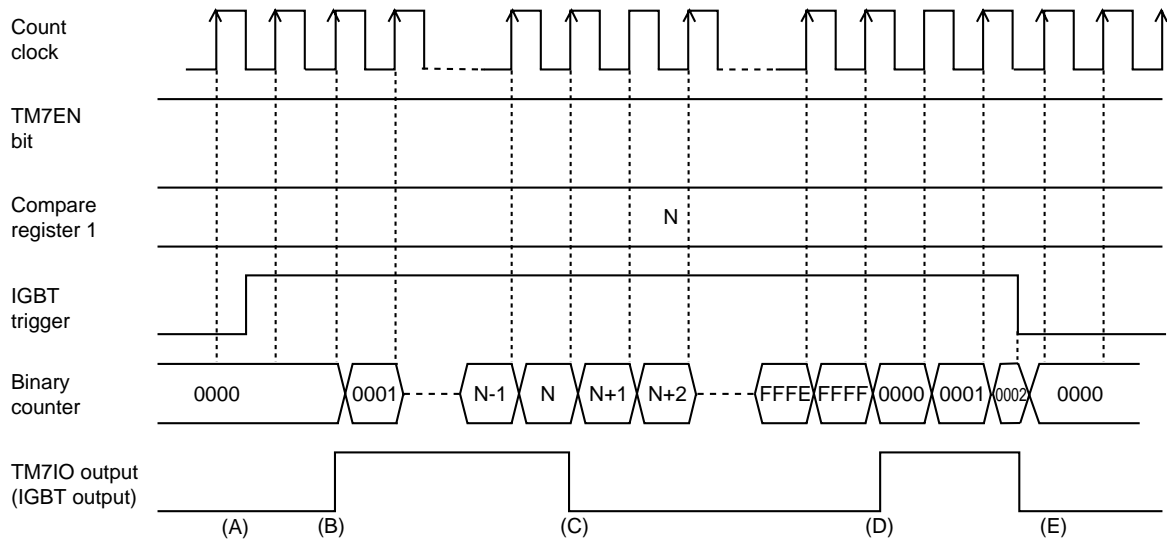 Count
clock
TM7EN
bit
Compare
register 1
N
IGBT
trigger
Binary
counter
0000 0001 N-1 N N+1 N+2 FFFE FFFF 0000 0001 0002 0000
TM7IO output
(IGBT output)
(A) (B) (C) (D) (E)